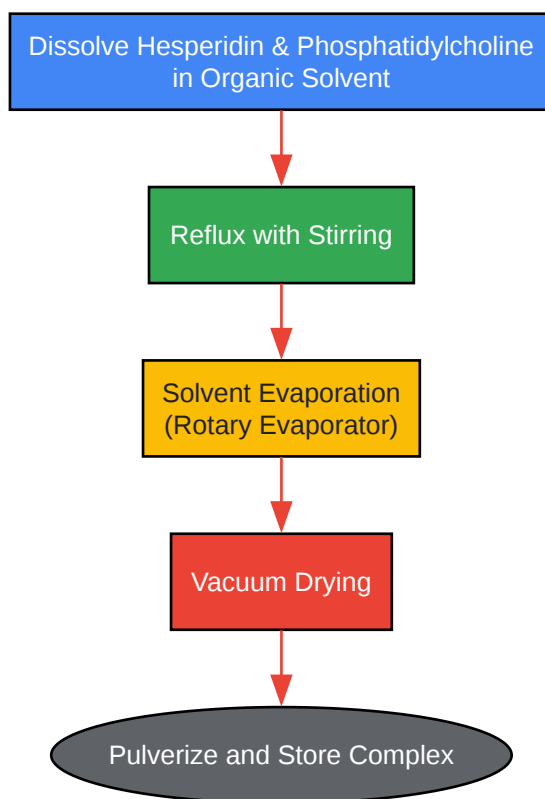 Dissolve Hesperidin & Phosphatidylcholine
in Organic Solvent
Reflux with Stirring
Solvent Evaporation
(Rotary Evaporator)
Vacuum Drying
Pulverize and Store Complex